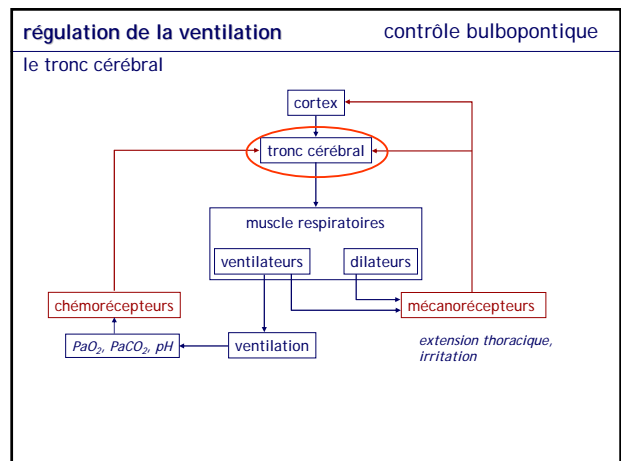 régulation de la ventilation
contrôle bulbopontique
le tronc cérébral
cortex
tronc cérébral
muscle respiratoires
ventilateurs
dilateurs
chémorécepteurs
mécanorécepteurs
PaO2, PaCO2, pH
ventilation
extension thoracique,
irritation